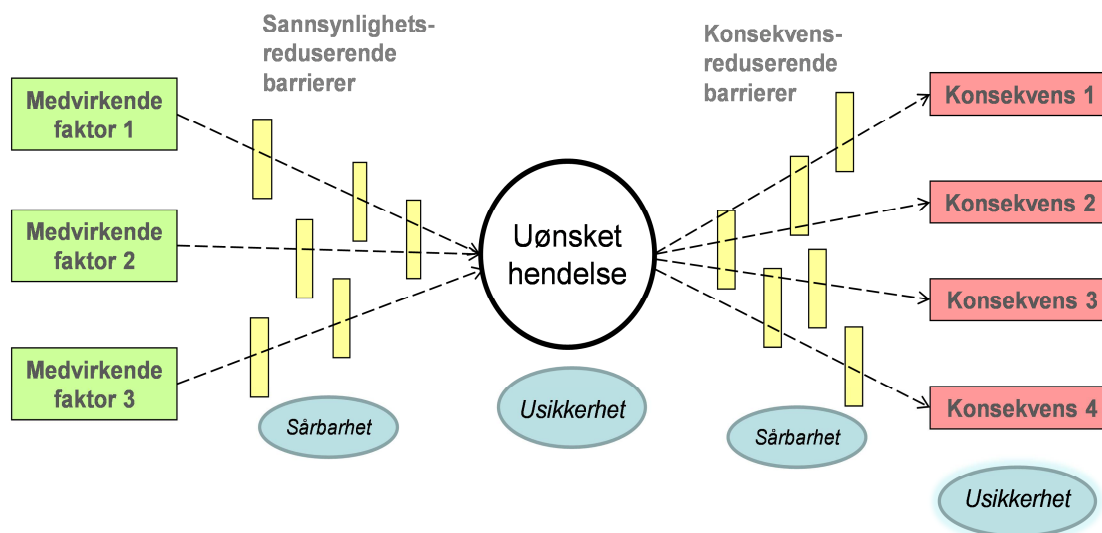 Sannsynlighets-
reduserende
barrierer
Konsekvens-
reduserende
barrierer
Medvirkende
faktor 1
Medvirkende
faktor 2
Medvirkende
faktor 3
Uønsket
hendelse
Konsekvens 1
Konsekvens 2
Konsekvens 3
Konsekvens 4
Sårbarhet
Usikkerhet
Sårbarhet
Usikkerhet